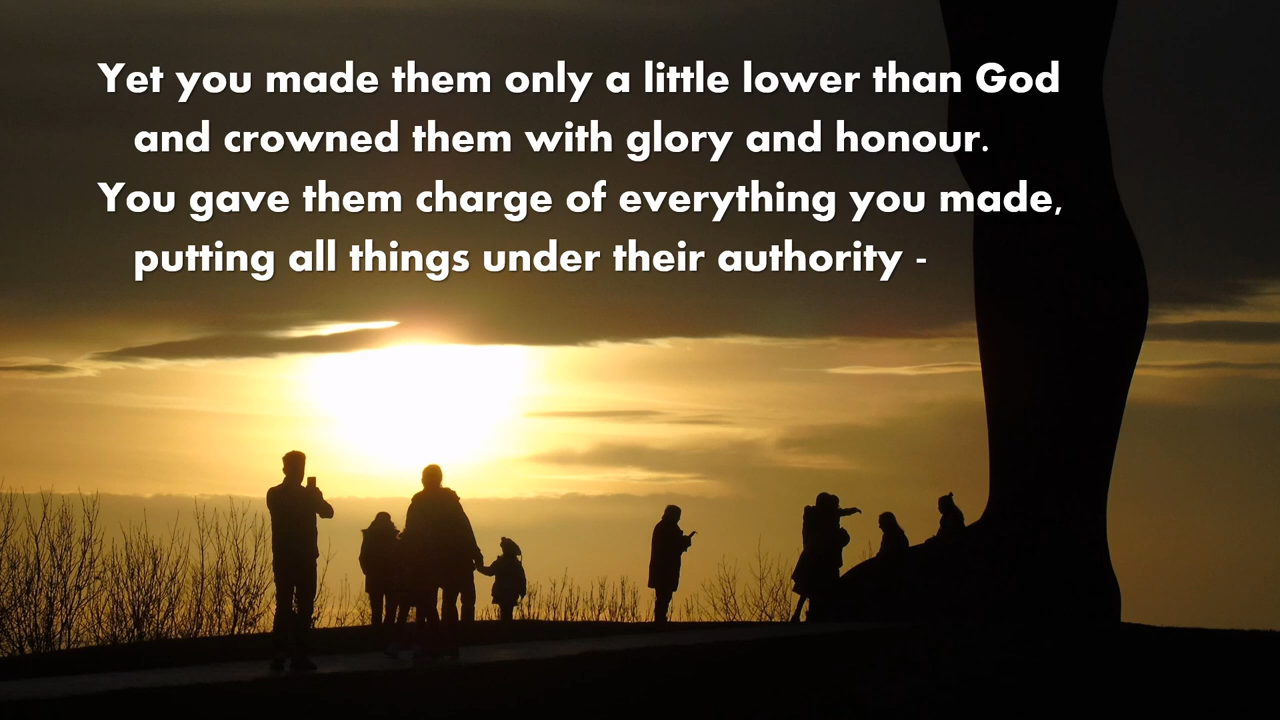 Yet you made them only a little lower than God
and crowned them with glory and honour.
You gave them charge of everything you made,
putting all things under their authority -